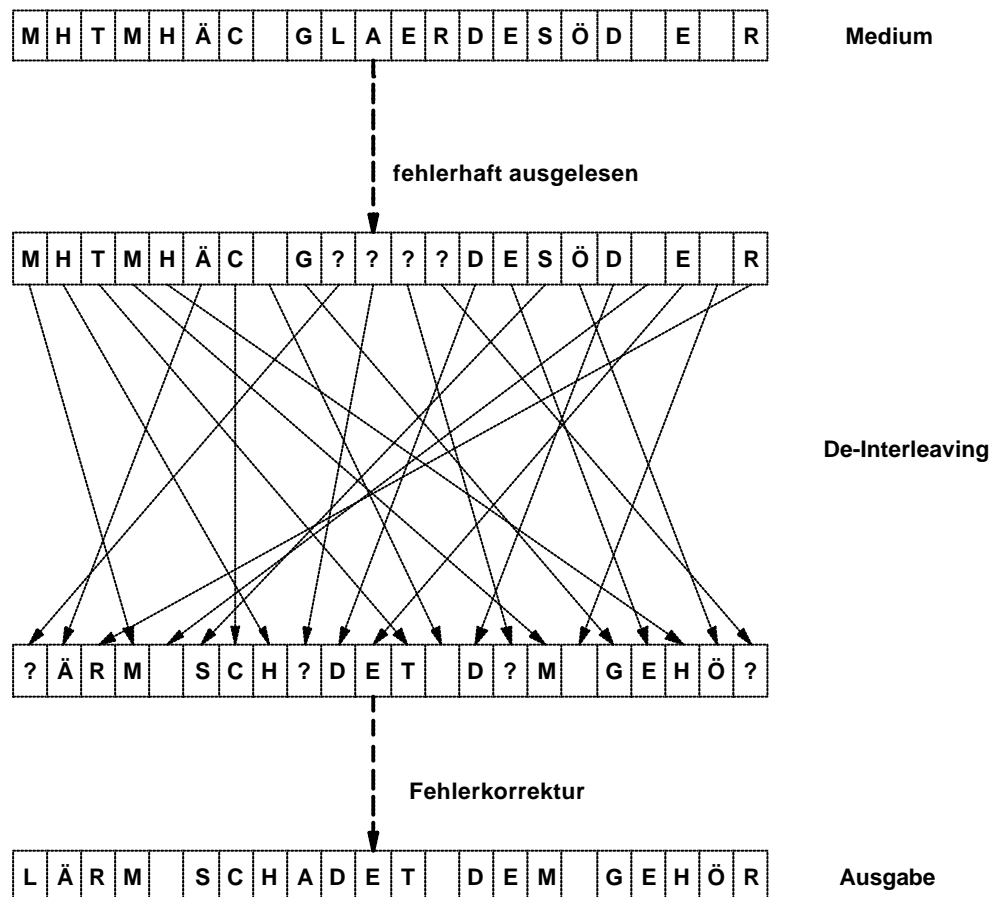 M H T M H Ä C   G L A E R D E S Ö D   E   R Medium
fehlerhaft ausgelesen
M H T M H Ä C   G ? ? ? ? D E S Ö D   E   R
De-Interleaving
? Ä R M   S C H ? D E T   D ? M   G E H Ö ?
Fehlerkorrektur
L Ä R M   S C H A D E T   D E M   G E H Ö R Ausgabe